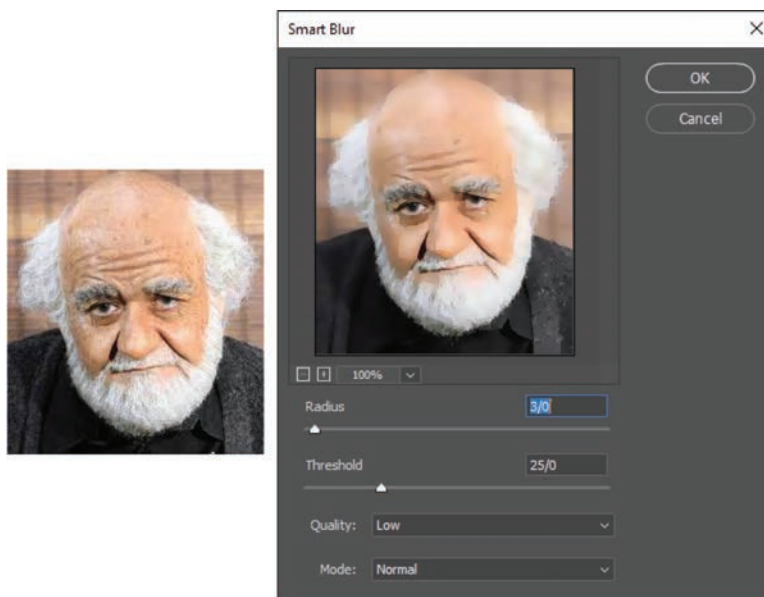 Smart Blur
OK
Cancel
100%
Radius
3/0
Threshold
25/0
Quality: Low
Mode: Normal